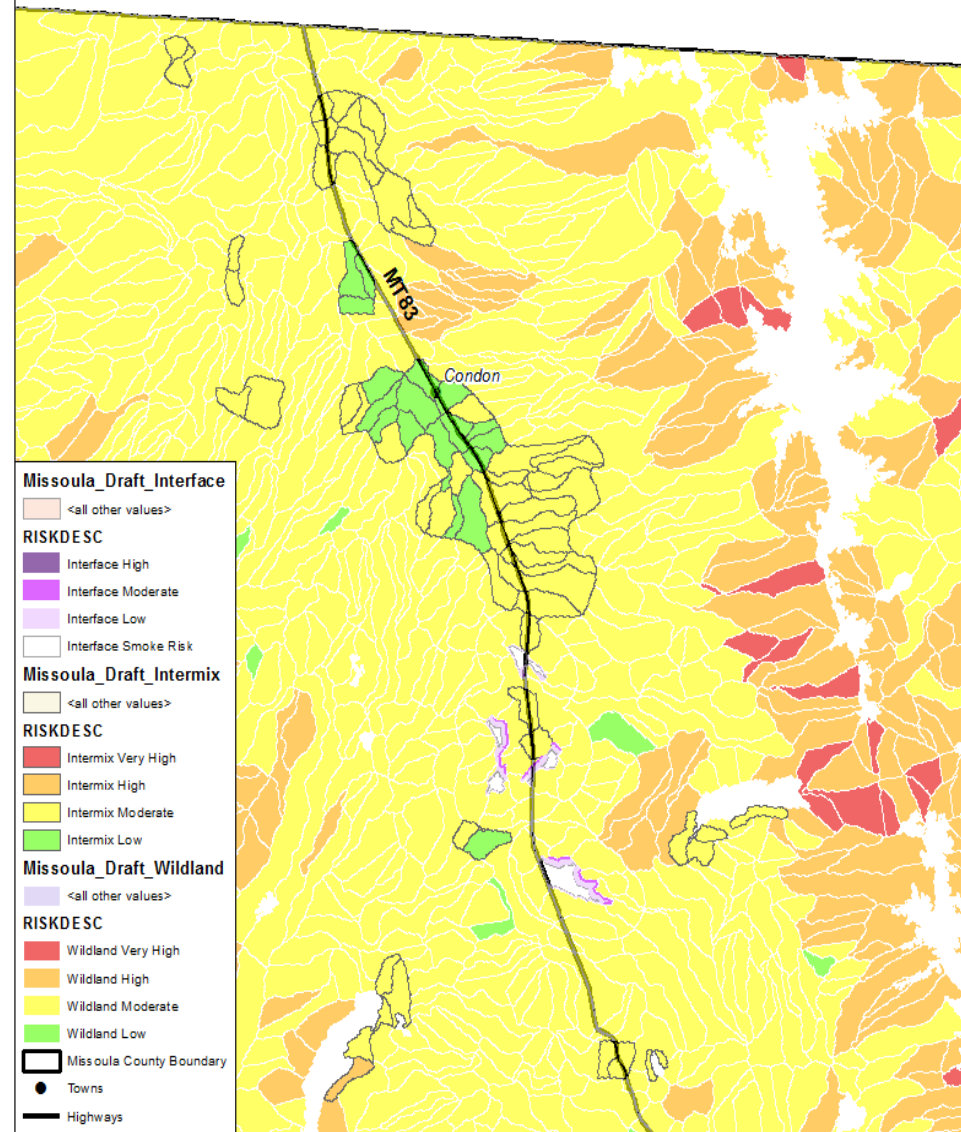 MT83
Condon
Missoula_Draft_Interface
<all other values>
RISKDESC
Interface High
Interface Moderate
Interface Low
Interface Smoke Risk
Missoula_Draft_Intermix
<all other values>
RISKDESC
Intermix Very High
Intermix High
Intermix Moderate
Intermix Low
Missoula_Draft_Wildland
<all other values>
RISKDESC
Wildland Very High
Wildland High
Wildland Moderate
Wildland Low
Missoula County Boundary
Towns
Highways